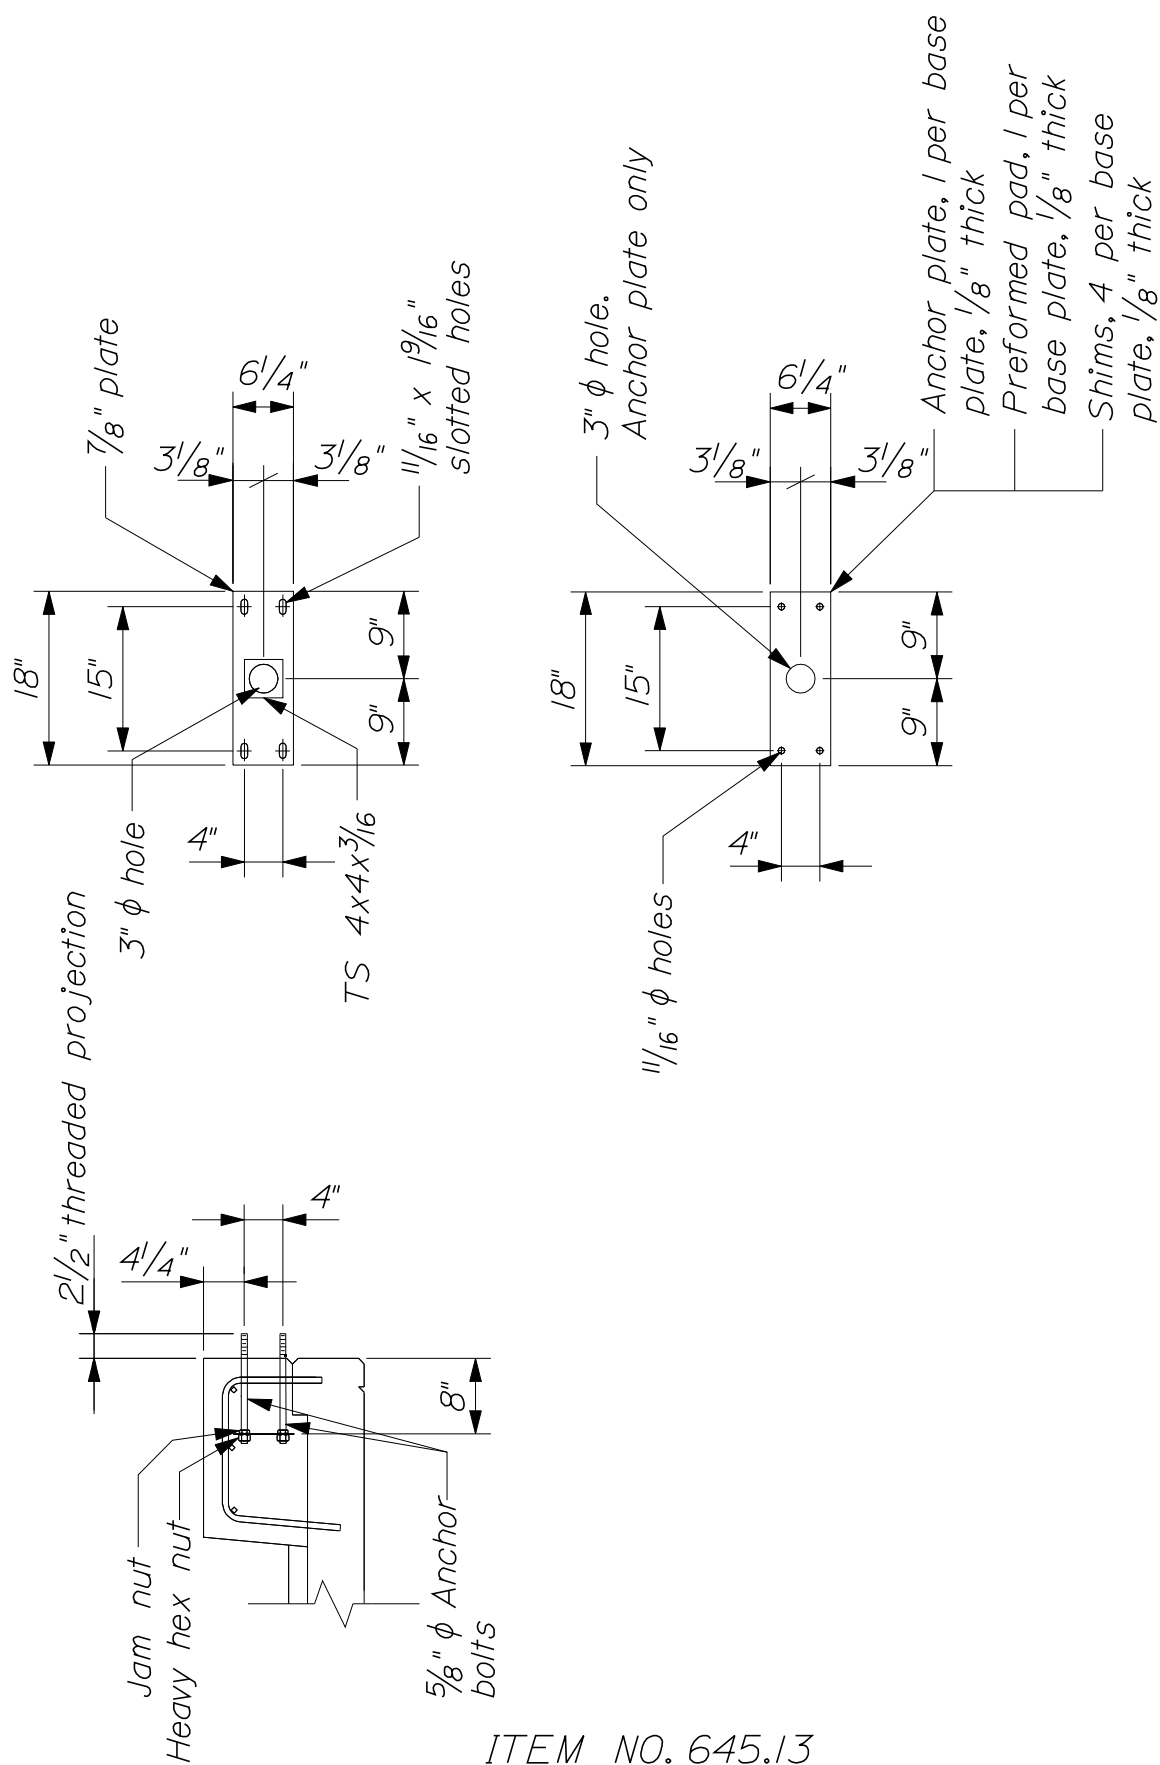 7/8" plate
6 1/4"
3 1/8"
3 1/8"
11/16" x 1 9/16"
slotted holes
18"
15"
9"
9"
4"
3" ϕ hole
TS 4x4x3/16
3" ϕ hole.
Anchor plate only
6 1/4"
3 1/8"
3 1/8"
Anchor plate, 1 per base
plate, 1/8" thick
Preformed pad, 1 per
base plate, 1/8" thick
Shims, 4 per base
plate, 1/8" thick
18"
15"
9"
9"
4"
11/16" ϕ holes
2 1/2" threaded projection
4 1/4"
4"
8"
Jam nut
Heavy hex nut
5/8" ϕ Anchor
bolts
ITEM NO. 645.13